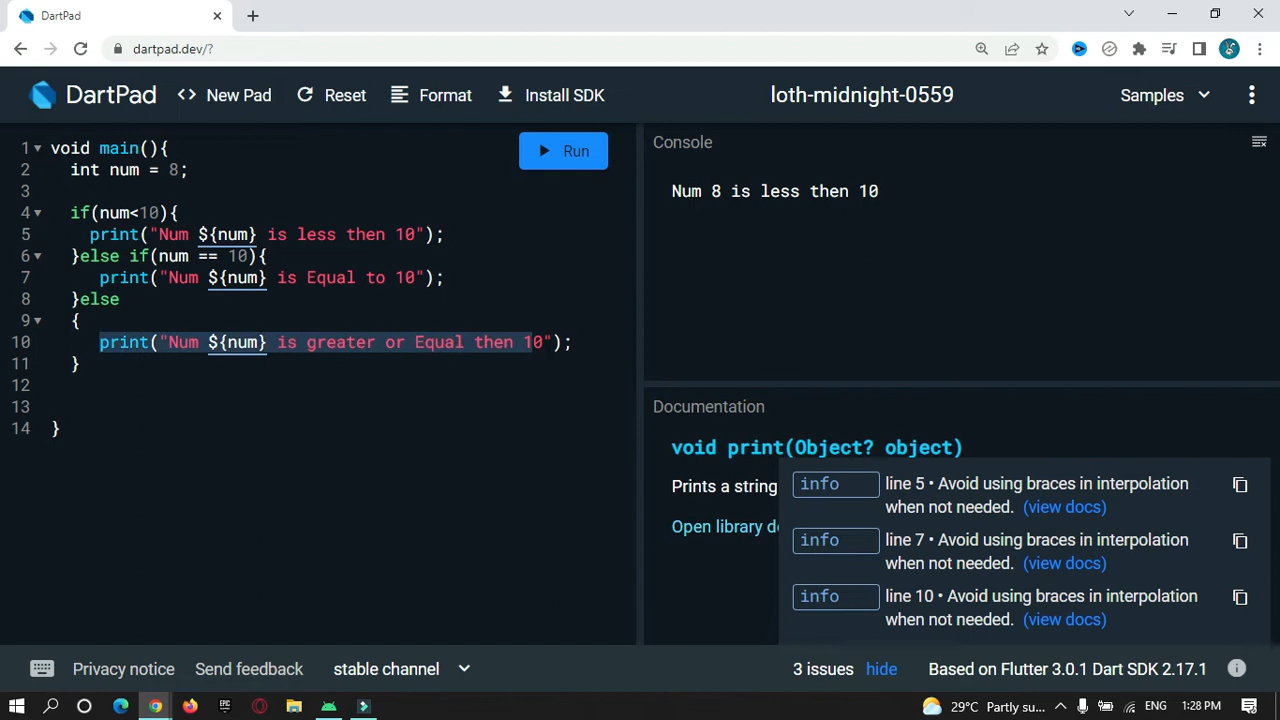 DartPad
dartpad.dev/?
DartPad
<> New Pad
Reset
Format
Install SDK
loth-midnight-0559
Samples
Run
1 void main(){
2 int num = 8;
3
4 if(num<10){
5 print("Num ${num} is less then 10");
6 }else if(num == 10){
7 print("Num ${num} is Equal to 10");
8 }else
9 {
10 print("Num ${num} is greater or Equal then 10");
11 }
12
13
14 }
Console
Num 8 is less then 10
Documentation
void print(Object? object)
Prints a string
Open library d
info line 5 • Avoid using braces in interpolation
when not needed. (view docs)
info line 7 • Avoid using braces in interpolation
when not needed. (view docs)
info line 10 • Avoid using braces in interpolation
when not needed. (view docs)
Privacy notice
Send feedback
stable channel
3 issues hide
Based on Flutter 3.0.1 Dart SDK 2.17.1
EPIC
29°C Partly su...
ENG
1:28 PM